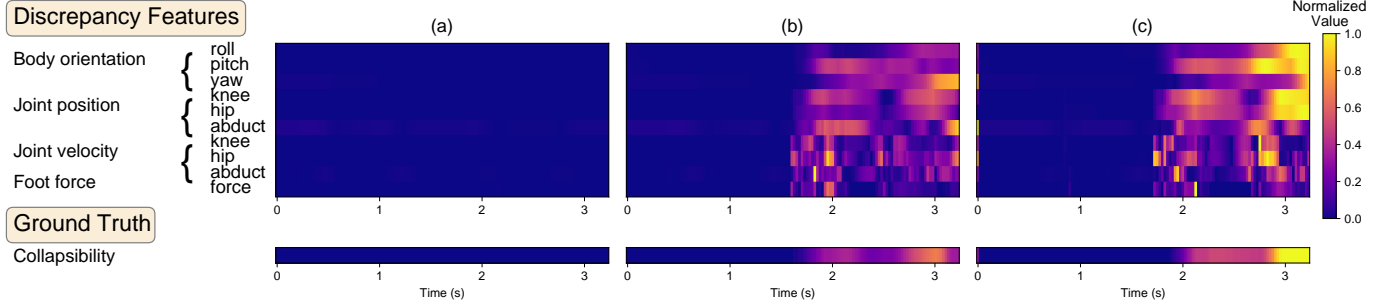 Discrepancy Features
(a)
(b)
(c)
Normalized
Value
Body orientation
{
roll
pitch
yaw
Joint position
{
knee
hip
abduct
Joint velocity
{
knee
hip
abduct
Foot force
force
0 1 2 3
0 1 2 3
0 1 2 3
1.0
0.8
0.6
0.4
0.2
0.0
Ground Truth
Collapsibility
0 1 2 3
0 1 2 3
0 1 2 3
Time (s)
Time (s)
Time (s)